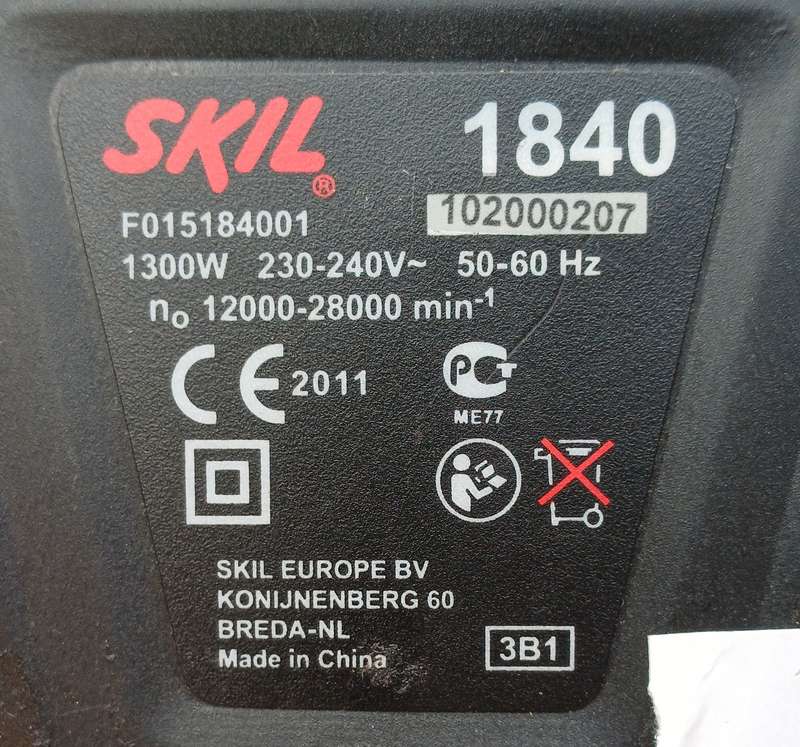 SKIL®
1840
F015184001
102000207
1300W 230-240V~ 50-60 Hz
no 12000-28000 min-1
CE 2011
PCT
ME77
SKIL EUROPE BV
KONIJNENBERG 60
BREDA-NL
Made in China
3B1